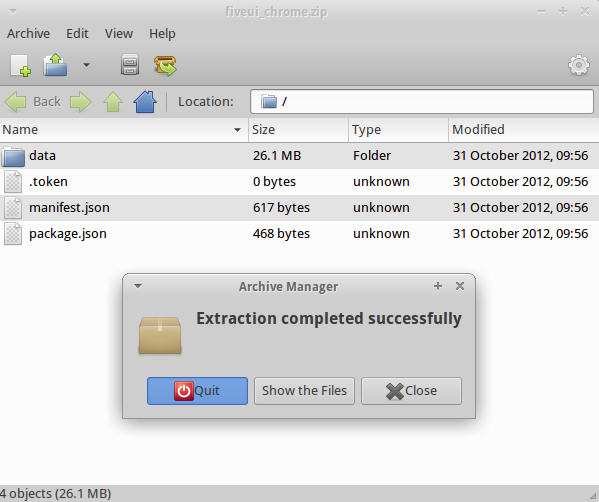 fiveui_chrome.zip
Archive Edit View Help
Back Location: /
Name Size Type Modified
data 26.1 MB Folder 31 October 2012, 09:56
.token 0 bytes unknown 31 October 2012, 09:56
manifest.json 617 bytes unknown 31 October 2012, 09:56
package.json 468 bytes unknown 31 October 2012, 09:56
Archive Manager
Extraction completed successfully
Quit Show the Files Close
4 objects (26.1 MB)